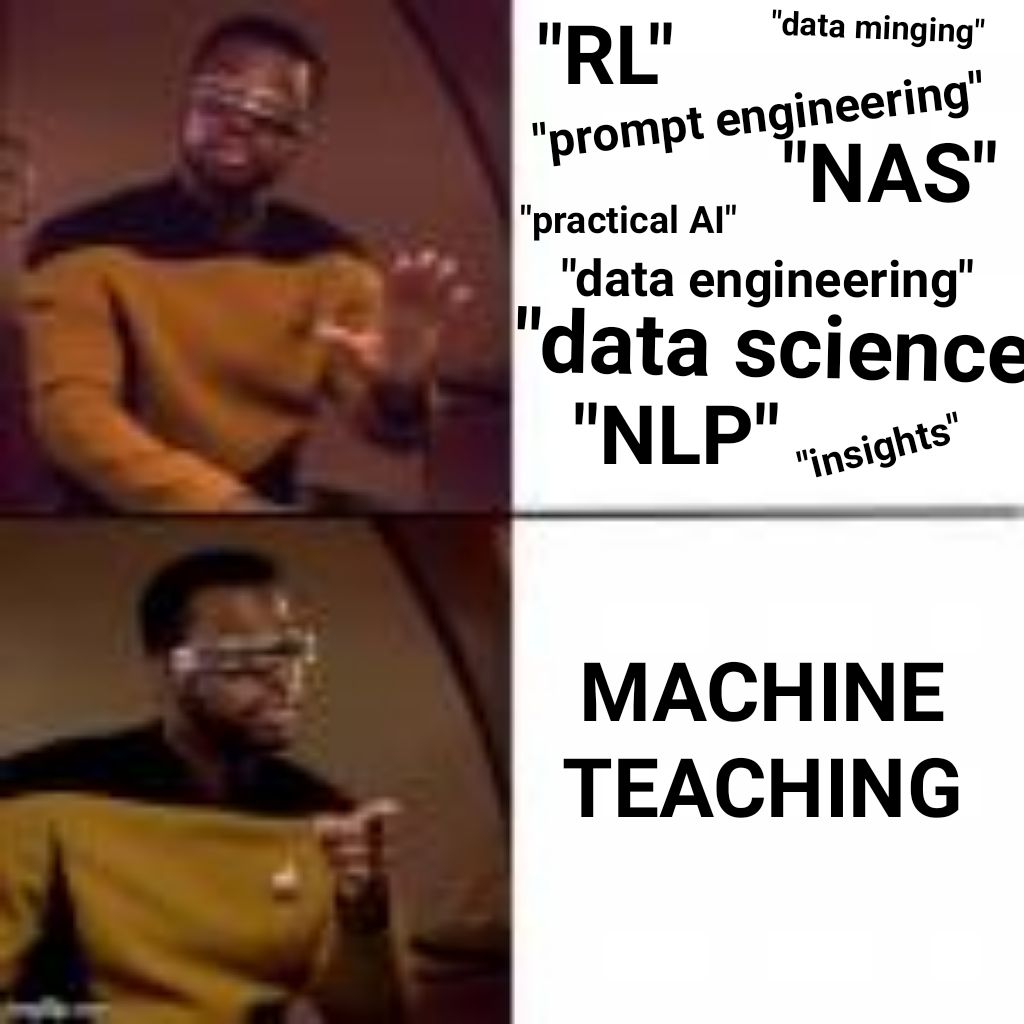 "RL"
"data minging"
"prompt engineering"
"NAS"
"practical AI"
"data engineering"
"data science
"NLP"
"insights"
MACHINE
TEACHING